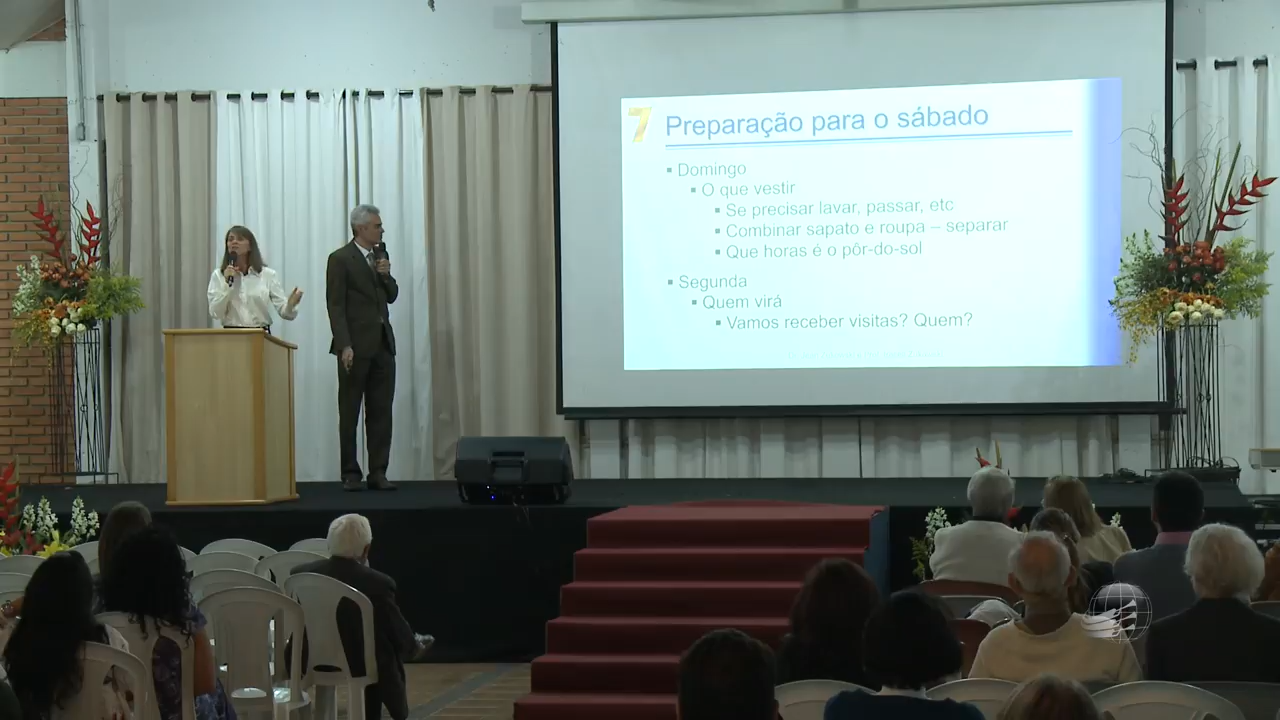 7 Preparação para o sábado
▪ Domingo
▪ O que vestir
▪ Se precisar lavar, passar, etc
▪ Combinar sapato e roupa – separar
▪ Que horas é o pôr-do-sol
▪ Segunda
▪ Quem virá
▪ Vamos receber visitas? Quem?